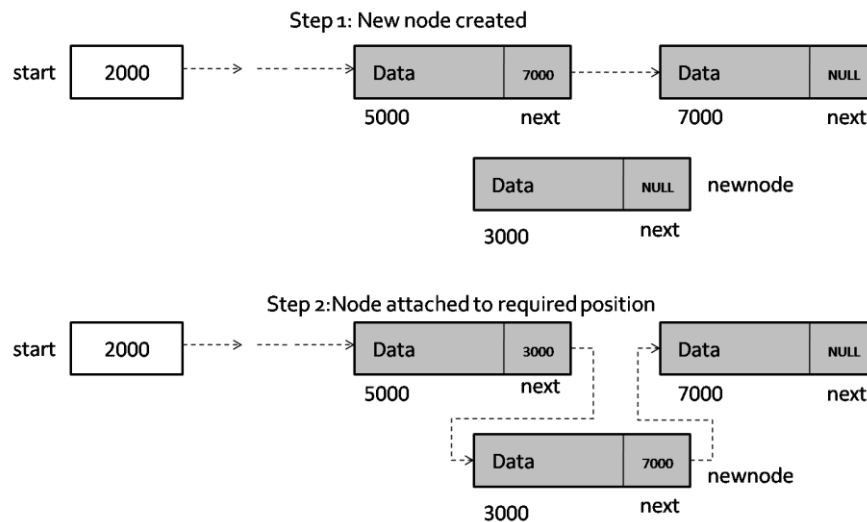 Step 1: New node created
start 2000 Data 7000 Data NULL
5000 next 7000 next
Data NULL newnode
3000 next
Step 2:Node attached to required position
start 2000 Data 3000 Data NULL
5000 next 7000 next
Data 7000 newnode
3000 next